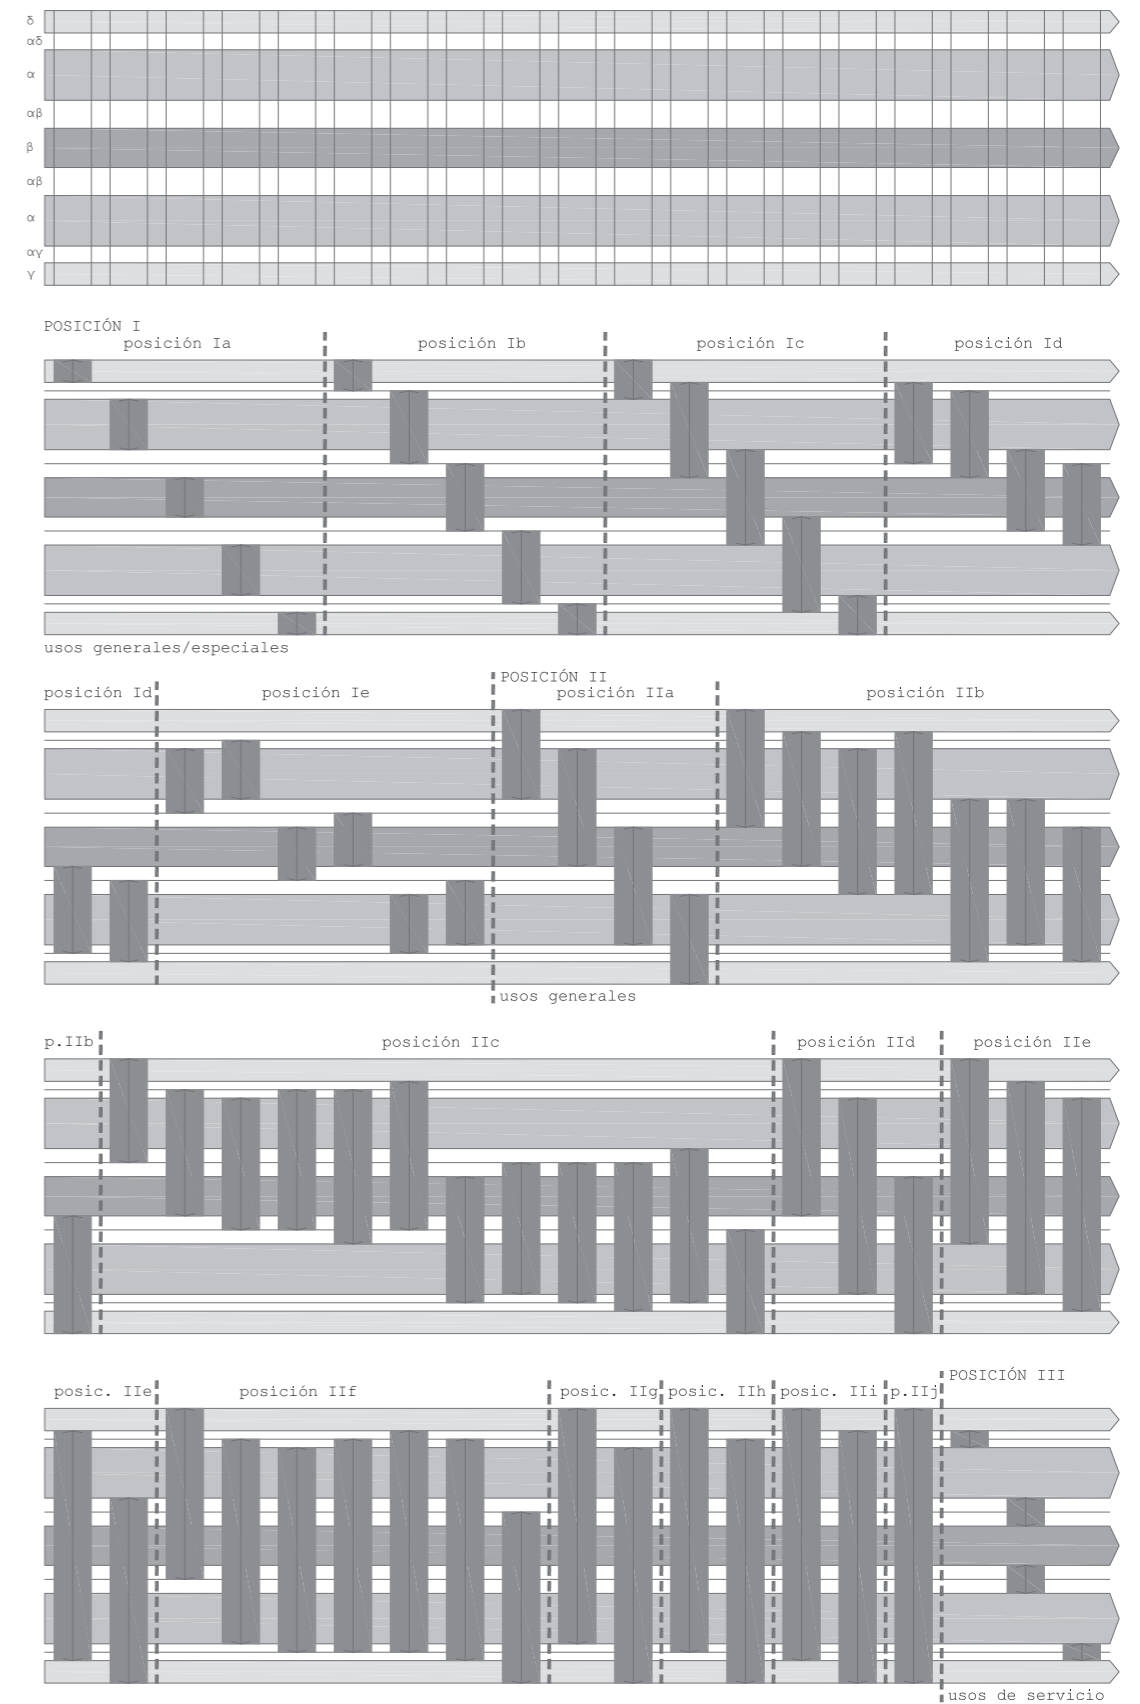 δ
αδ
α
αβ
β
αβ
α
αγ
γ
POSICIÓN I
posición Ia posición Ib posición Ic posición Id
usos generales/especiales
POSICIÓN II
posición Id posición Ie posición IIa posición IIb
usos generales
p.IIb posición IIc posición IId posición IIe
POSICIÓN III
posic. IIe posición IIf posic. IIg posic. IIh posic. IIi p.IIj
usos de servicio